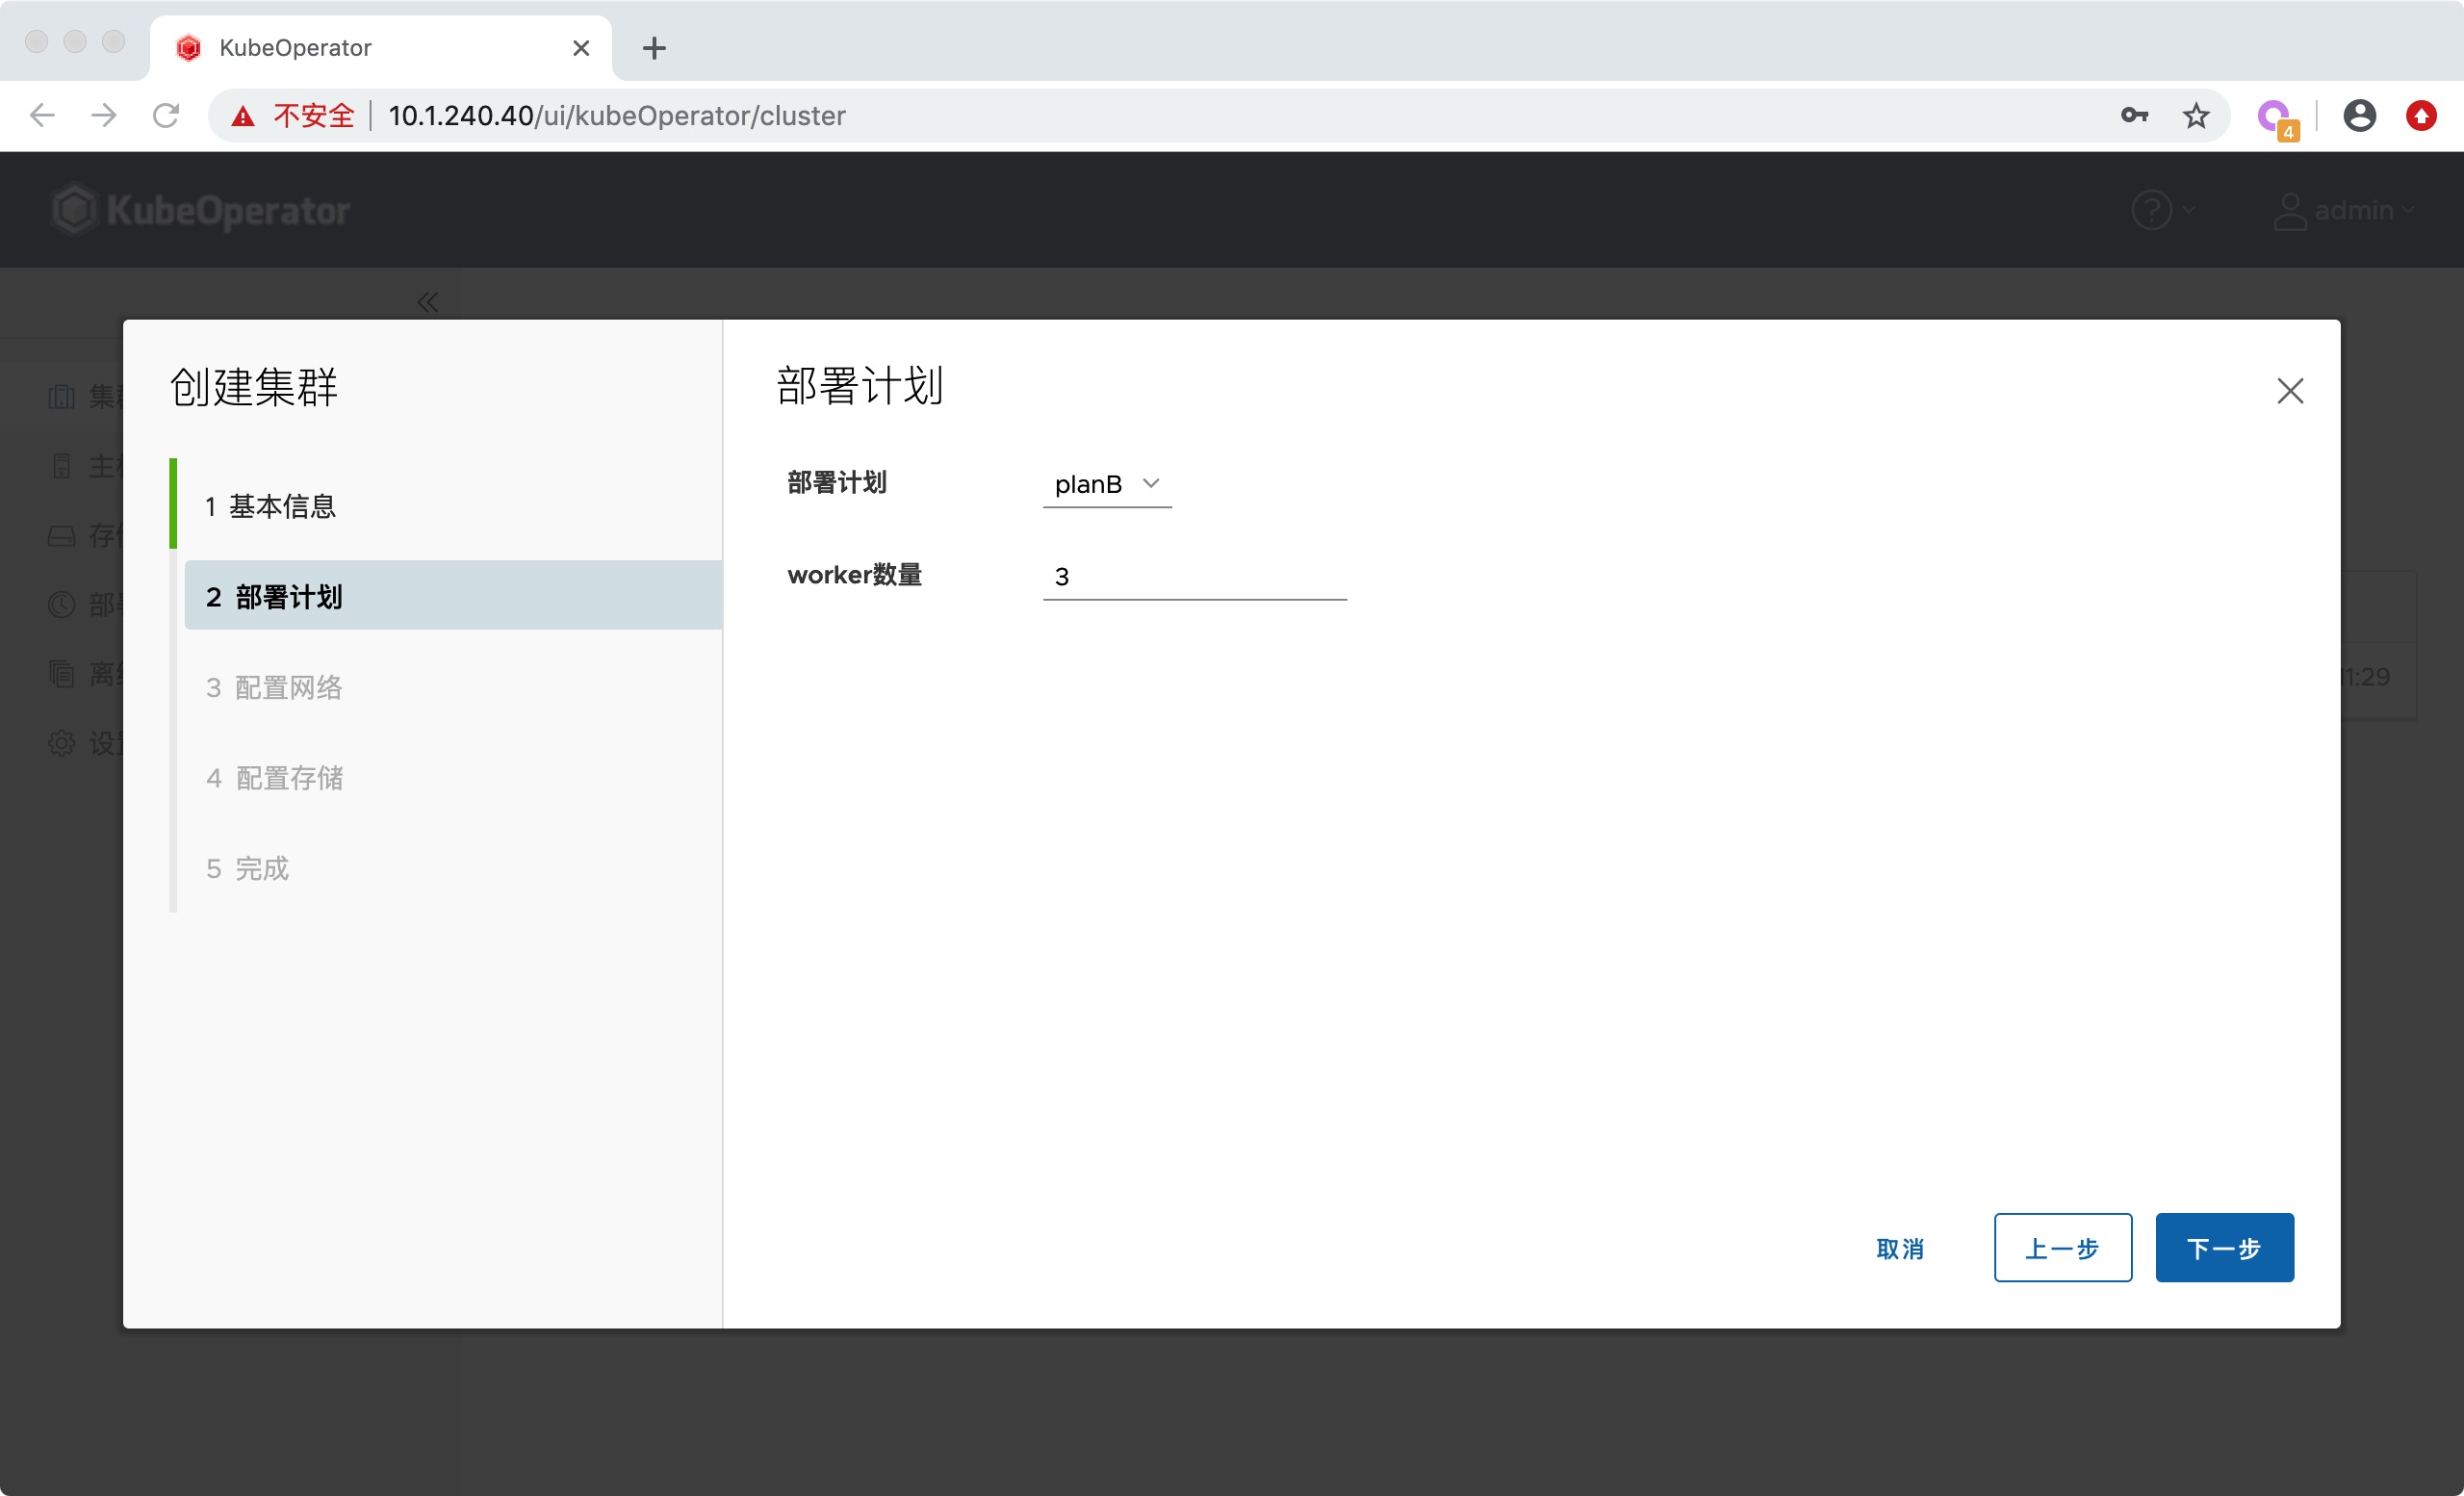 KubeOperator
不安全 10.1.240.40/ui/kubeOperator/cluster
4
KubeOperator
? admin
创建集群
部署计划
集
主
存
部
离
设
1 基本信息
2 部署计划
3 配置网络
4 配置存储
5 完成
部署计划 planB
worker数量 3
1:29
取消 上一步 下一步